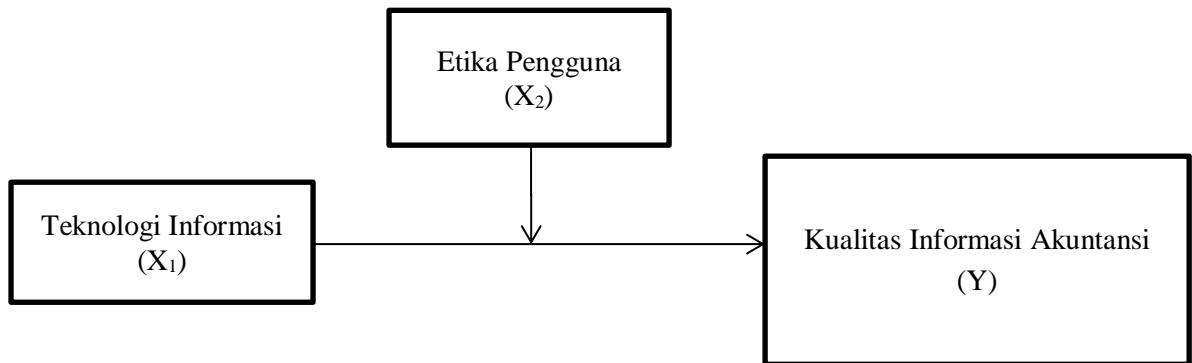 Etika Pengguna
(X₂)
Teknologi Informasi
(X₁)
Kualitas Informasi Akuntansi
(Y)